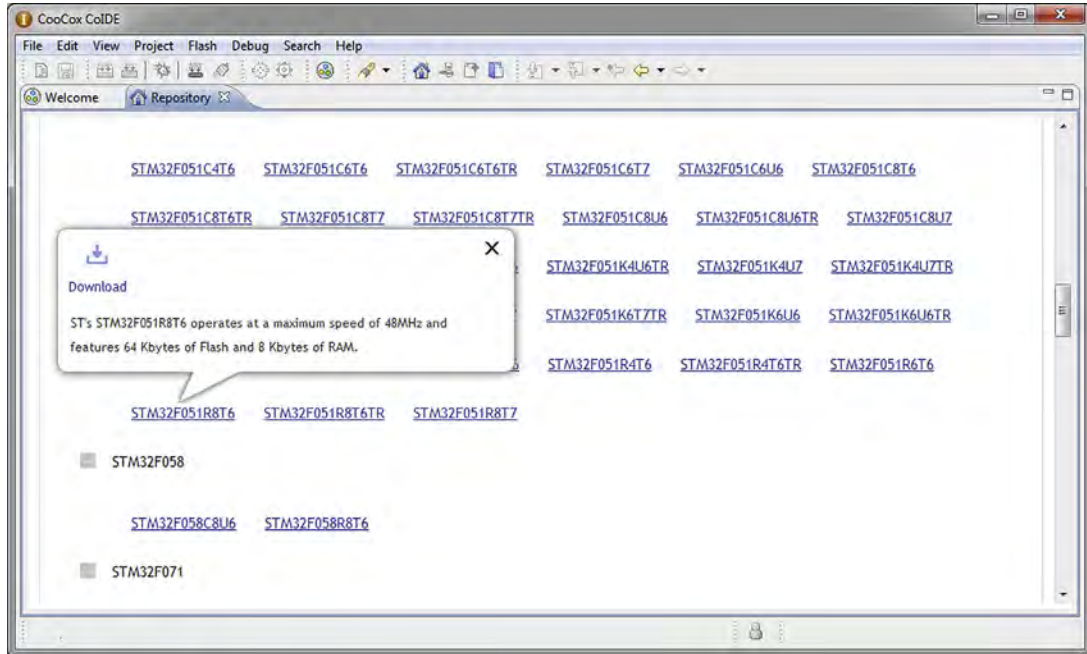 CooCox CoIDE
File Edit View Project Flash Debug Search Help
Welcome Repository
STM32F051C4T6 STM32F051C6T6 STM32F051C6T6TR STM32F051C6T7 STM32F051C6U6 STM32F051C8T6
STM32F051C8T6TR STM32F051C8T7 STM32F051C8T7TR STM32F051C8U6 STM32F051C8U6TR STM32F051C8U7
STM32F051K4U6TR STM32F051K4U7 STM32F051K4U7TR
Download
ST's STM32F051R8T6 operates at a maximum speed of 48MHz and
features 64 Kbytes of Flash and 8 Kbytes of RAM.
STM32F051K6T7TR STM32F051K6U6 STM32F051K6U6TR
STM32F051R4T6 STM32F051R4T6TR STM32F051R6T6
STM32F051R8T6 STM32F051R8T6TR STM32F051R8T7
STM32F058
STM32F058C8U6 STM32F058R8T6
STM32F071